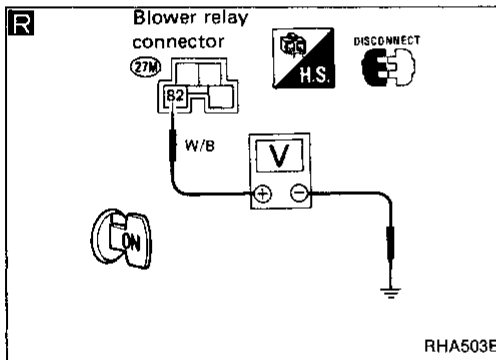 R
Blower relay
connector
27M
82
H.S.
DISCONNECT
W/B
V
+ −
ON
RHA503E